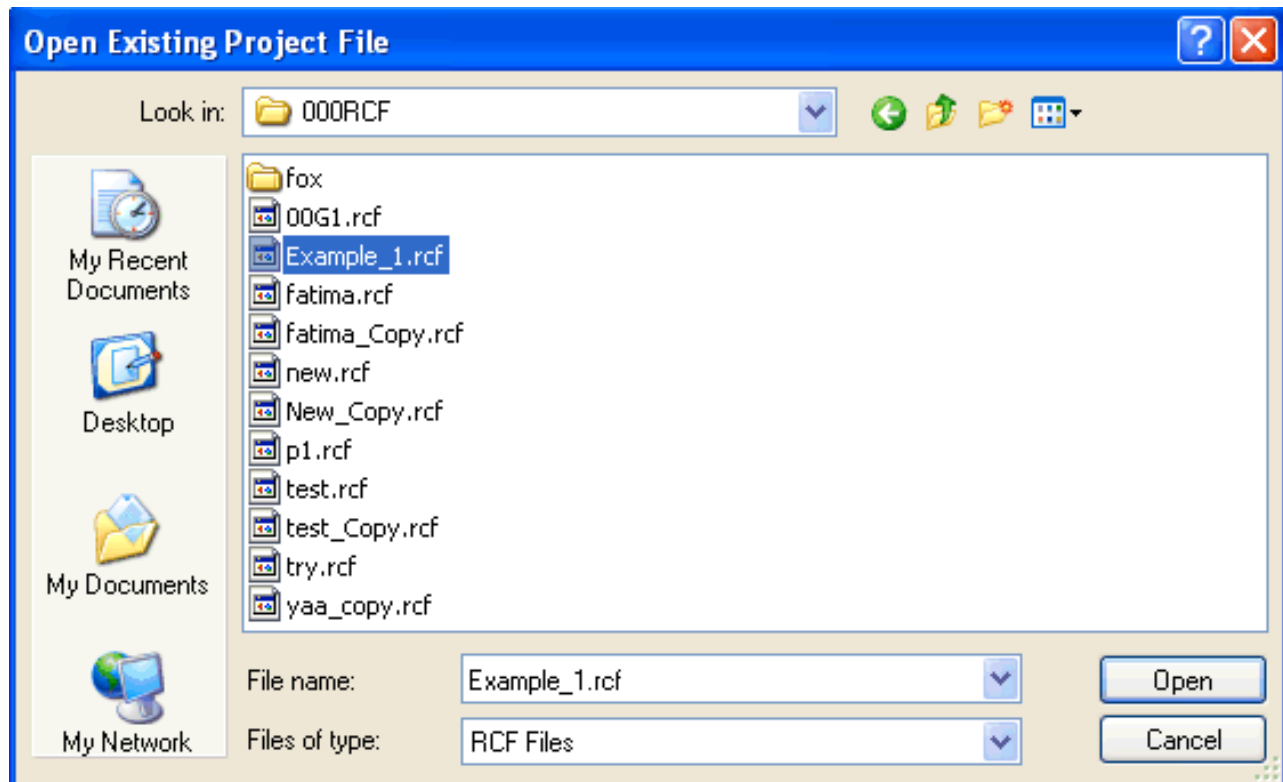 Open Existing Project File
Look in: 000RCF
My Recent
Documents
Desktop
My Documents
My Network
fox
00G1.rcf
Example_1.rcf
fatima.rcf
fatima_Copy.rcf
new.rcf
New_Copy.rcf
p1.rcf
test.rcf
test_Copy.rcf
try.rcf
yaa_copy.rcf
File name: Example_1.rcf Open
Files of type: RCF Files Cancel